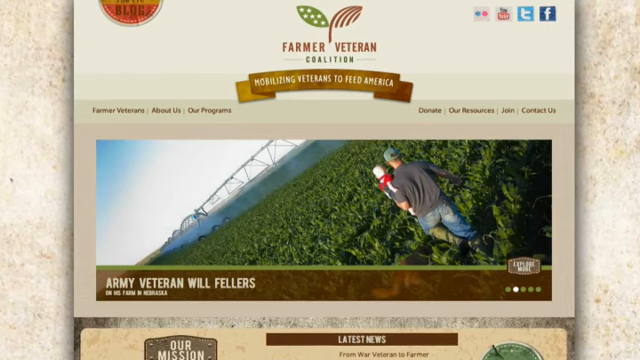 BLOG
FARMER VETERAN
COALITION
MOBILIZING VETERANS TO FEED AMERICA
Farmer Veterans | About Us | Our Programs
Donate | Our Resources | Join | Contact Us
ARMY VETERAN WILL FELLERS
ON HIS FARM IN NEBRASKA
EXPLORE
MORE
OUR
MISSION
LATEST NEWS
From War Veteran to Farmer